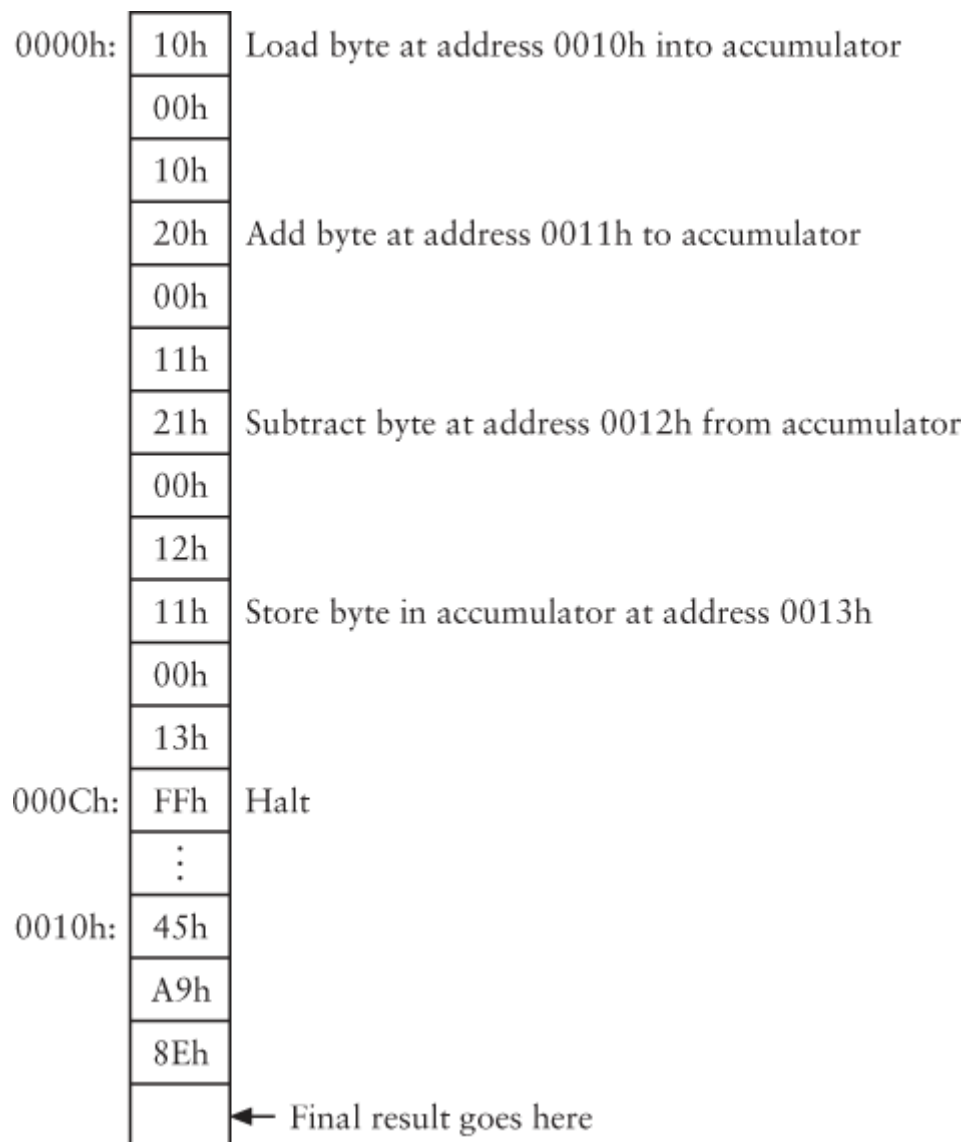 0000h: 10h Load byte at address 0010h into accumulator
00h
10h
20h Add byte at address 0011h to accumulator
00h
11h
21h Subtract byte at address 0012h from accumulator
00h
12h
11h Store byte in accumulator at address 0013h
00h
13h
000Ch: FFh Halt
⋮
0010h: 45h
A9h
8Eh
← Final result goes here